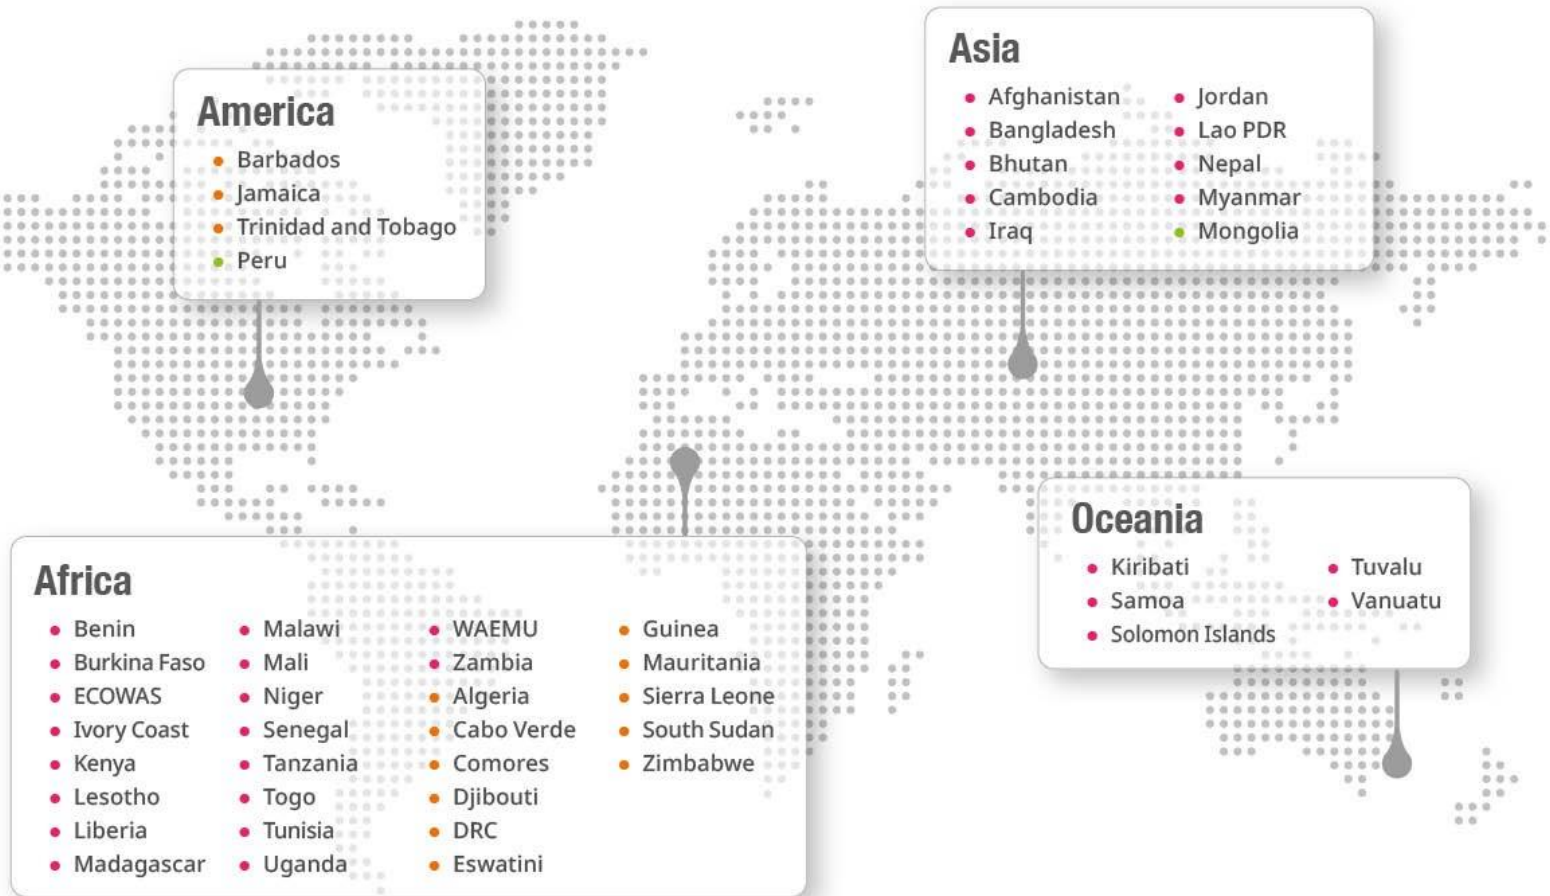 America
Barbados
Jamaica
Trinidad and Tobago
Peru
Asia
Afghanistan
Bangladesh
Bhutan
Cambodia
Iraq
Jordan
Lao PDR
Nepal
Myanmar
Mongolia
Africa
Benin
Burkina Faso
ECOWAS
Ivory Coast
Kenya
Lesotho
Liberia
Madagascar
Malawi
Mali
Niger
Senegal
Tanzania
Togo
Tunisia
Uganda
WAEMU
Zambia
Algeria
Cabo Verde
Comores
Djibouti
DRC
Eswatini
Guinea
Mauritania
Sierra Leone
South Sudan
Zimbabwe
Oceania
Kiribati
Samoa
Solomon Islands
Tuvalu
Vanuatu